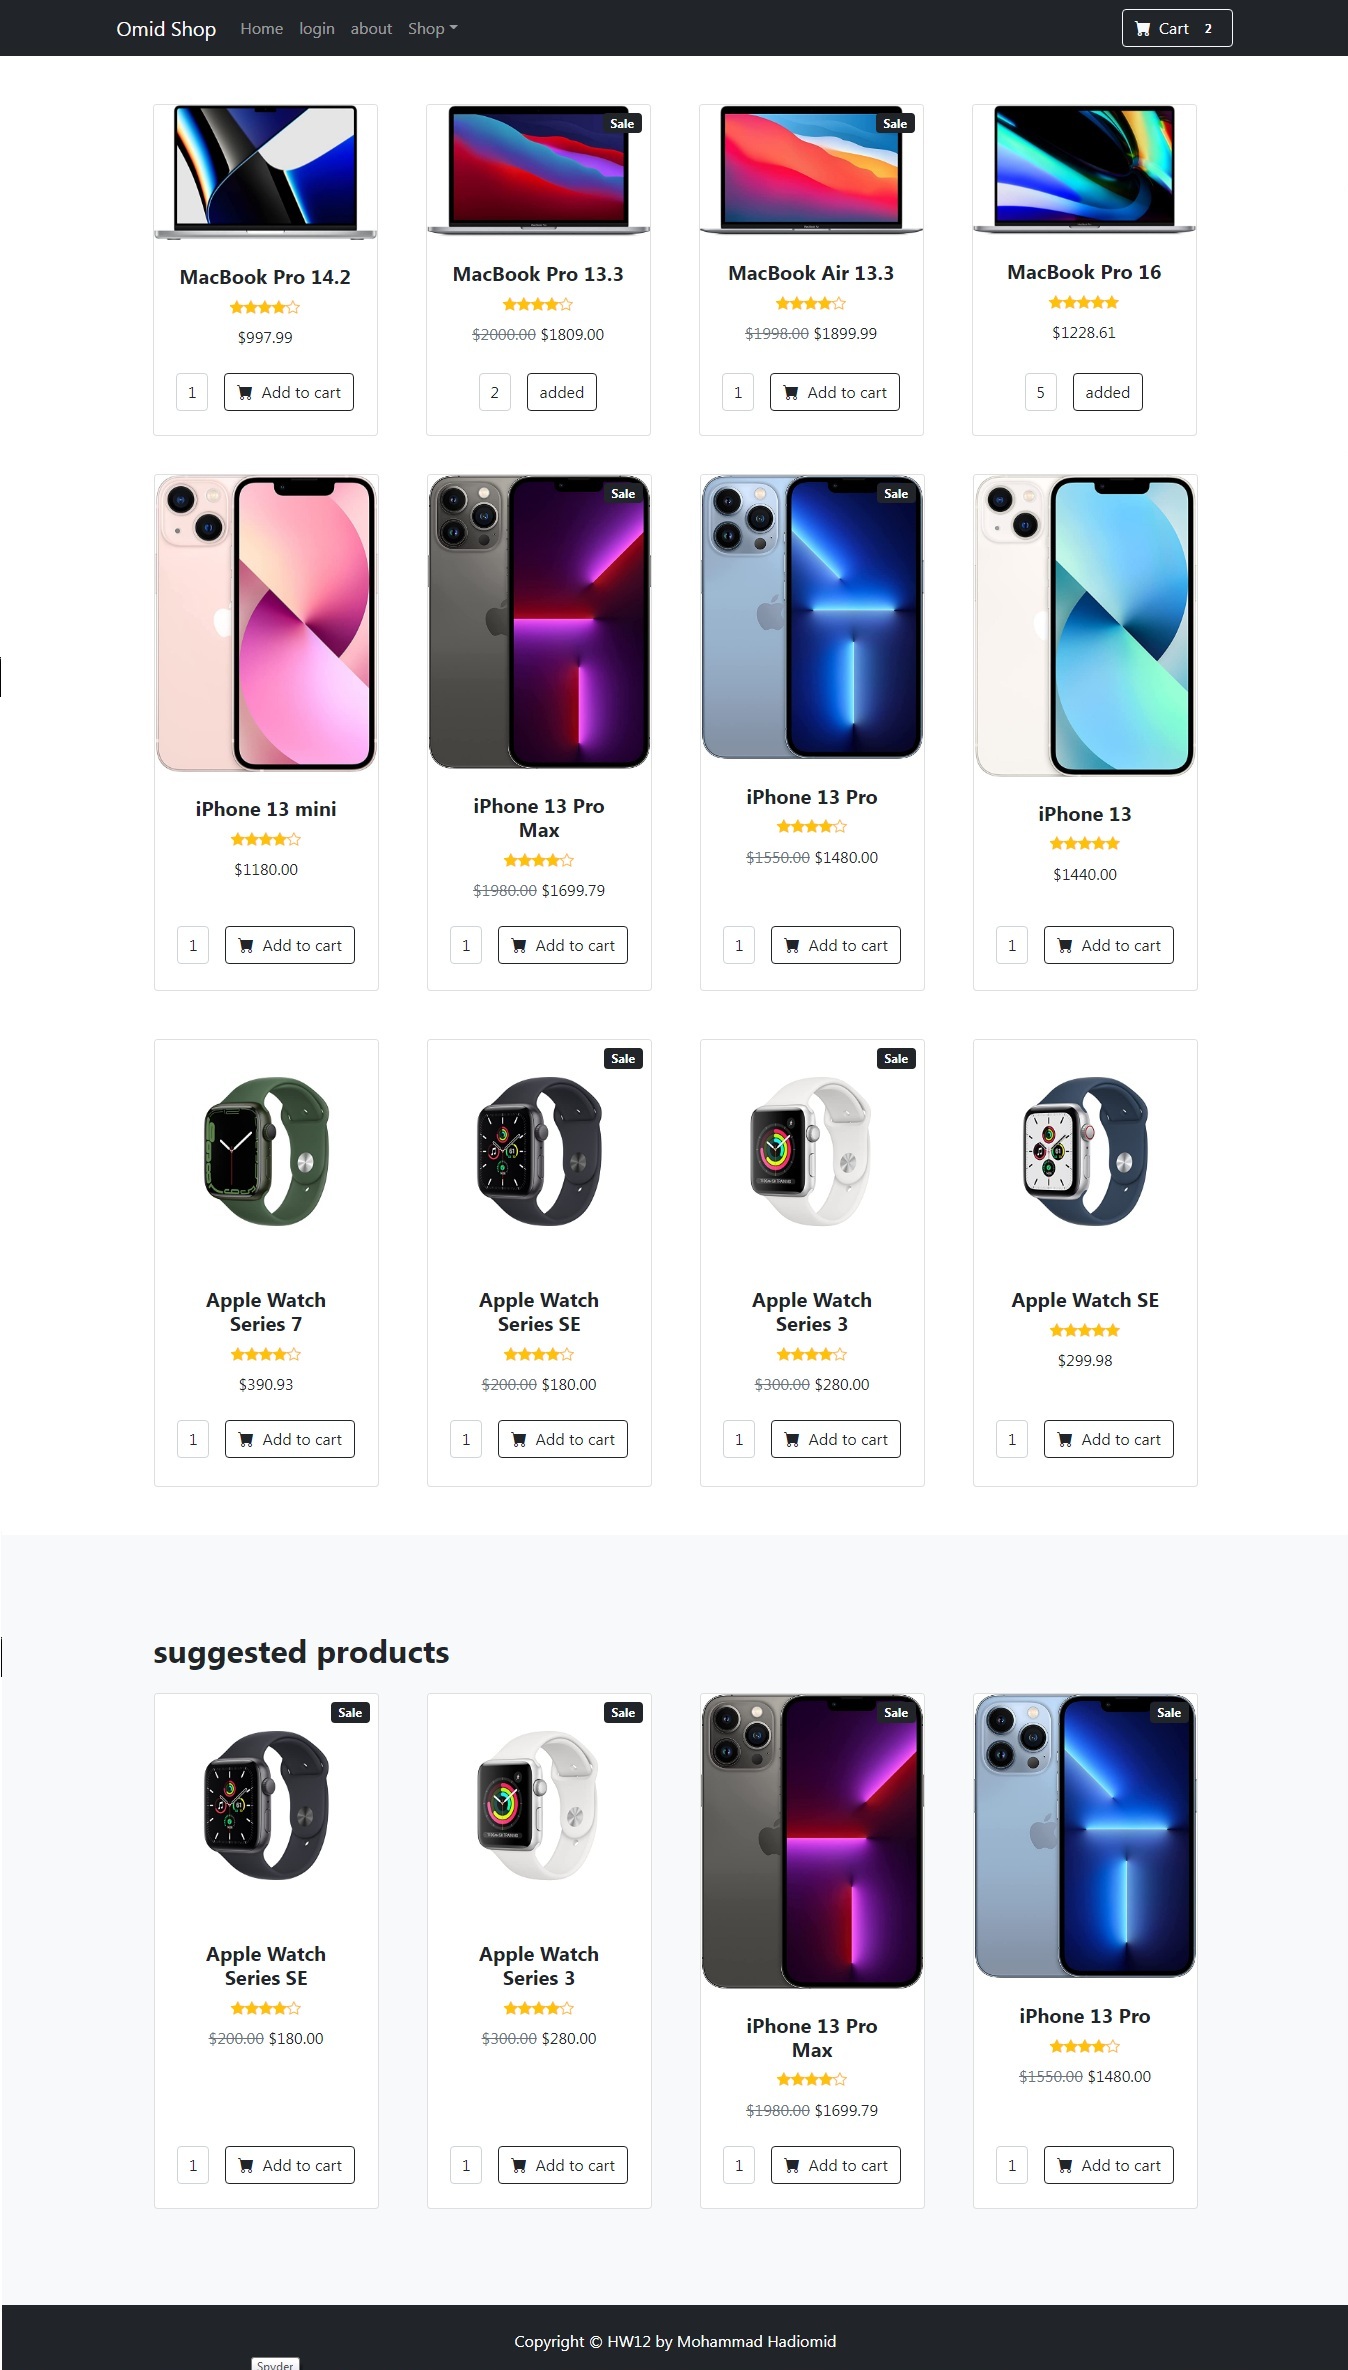 Omid Shop Home login about Shop Cart 2
Sale Sale
MacBook Pro 14.2 MacBook Pro 13.3 MacBook Air 13.3 MacBook Pro 16
$997.99 $2000.00 $1809.00 $1998.00 $1899.99 $1228.61
1 Add to cart 2 added 1 Add to cart 5 added
Sale Sale
iPhone 13 mini iPhone 13 Pro Max iPhone 13 Pro iPhone 13
$1180.00 $1980.00 $1699.79 $1550.00 $1480.00 $1440.00
1 Add to cart 1 Add to cart 1 Add to cart 1 Add to cart
Sale Sale
Apple Watch Apple Watch Apple Watch Apple Watch SE
Series 7 Series SE Series 3
$390.93 $200.00 $180.00 $300.00 $280.00 $299.98
1 Add to cart 1 Add to cart 1 Add to cart 1 Add to cart
suggested products
Sale Sale Sale Sale
Apple Watch Apple Watch iPhone 13 Pro iPhone 13 Pro
Series SE Series 3 Max
$200.00 $180.00 $300.00 $280.00 $1980.00 $1699.79 $1550.00 $1480.00
1 Add to cart 1 Add to cart 1 Add to cart 1 Add to cart
Copyright © HW12 by Mohammad Hadiomid
Spyder